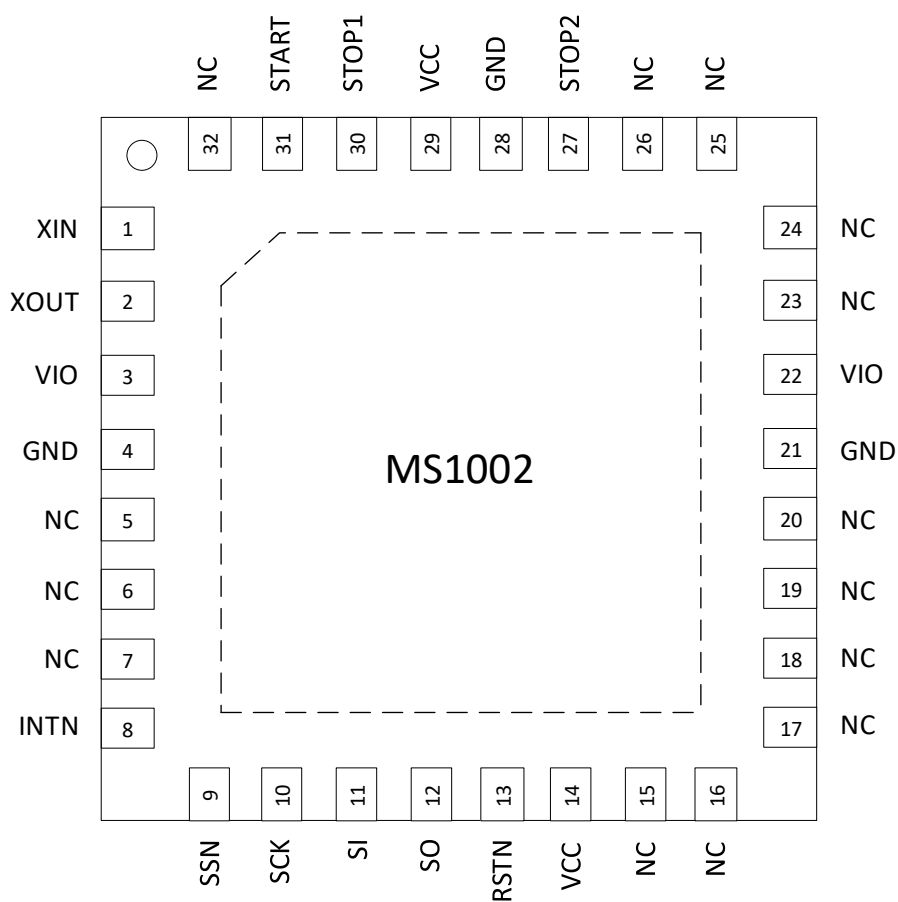 NC START STOP1 VCC GND STOP2 NC NC
32 31 30 29 28 27 26 25
XIN 1 24 NC
XOUT 2 23 NC
VIO 3 22 VIO
GND 4 21 GND
MS1002
NC 5 20 NC
NC 6 19 NC
NC 7 18 NC
INTN 8 17 NC
9 10 11 12 13 14 15 16
SSN SCK SI SO RSTN VCC NC NC